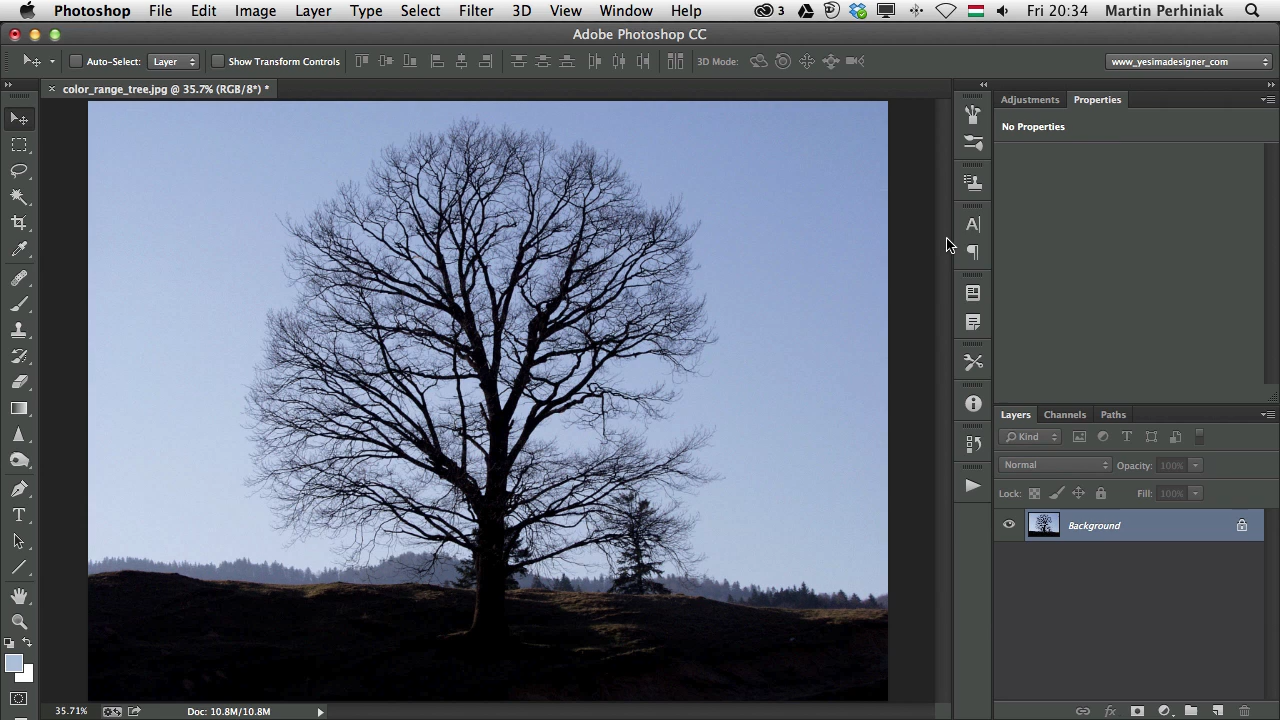 Photoshop File Edit Image Layer Type Select Filter 3D View Window Help 3 Fri 20:34 Martin Perhiniak
Adobe Photoshop CC
Auto-Select: Layer Show Transform Controls 3D Mode: www_yesimadesigner_com
color_range_tree.jpg @ 35.7% (RGB/8*) *
Adjustments Properties
No Properties
Layers Channels Paths
Kind
Normal Opacity: 100%
Lock: Fill: 100%
Background
35.71% Doc: 10.8M/10.8M